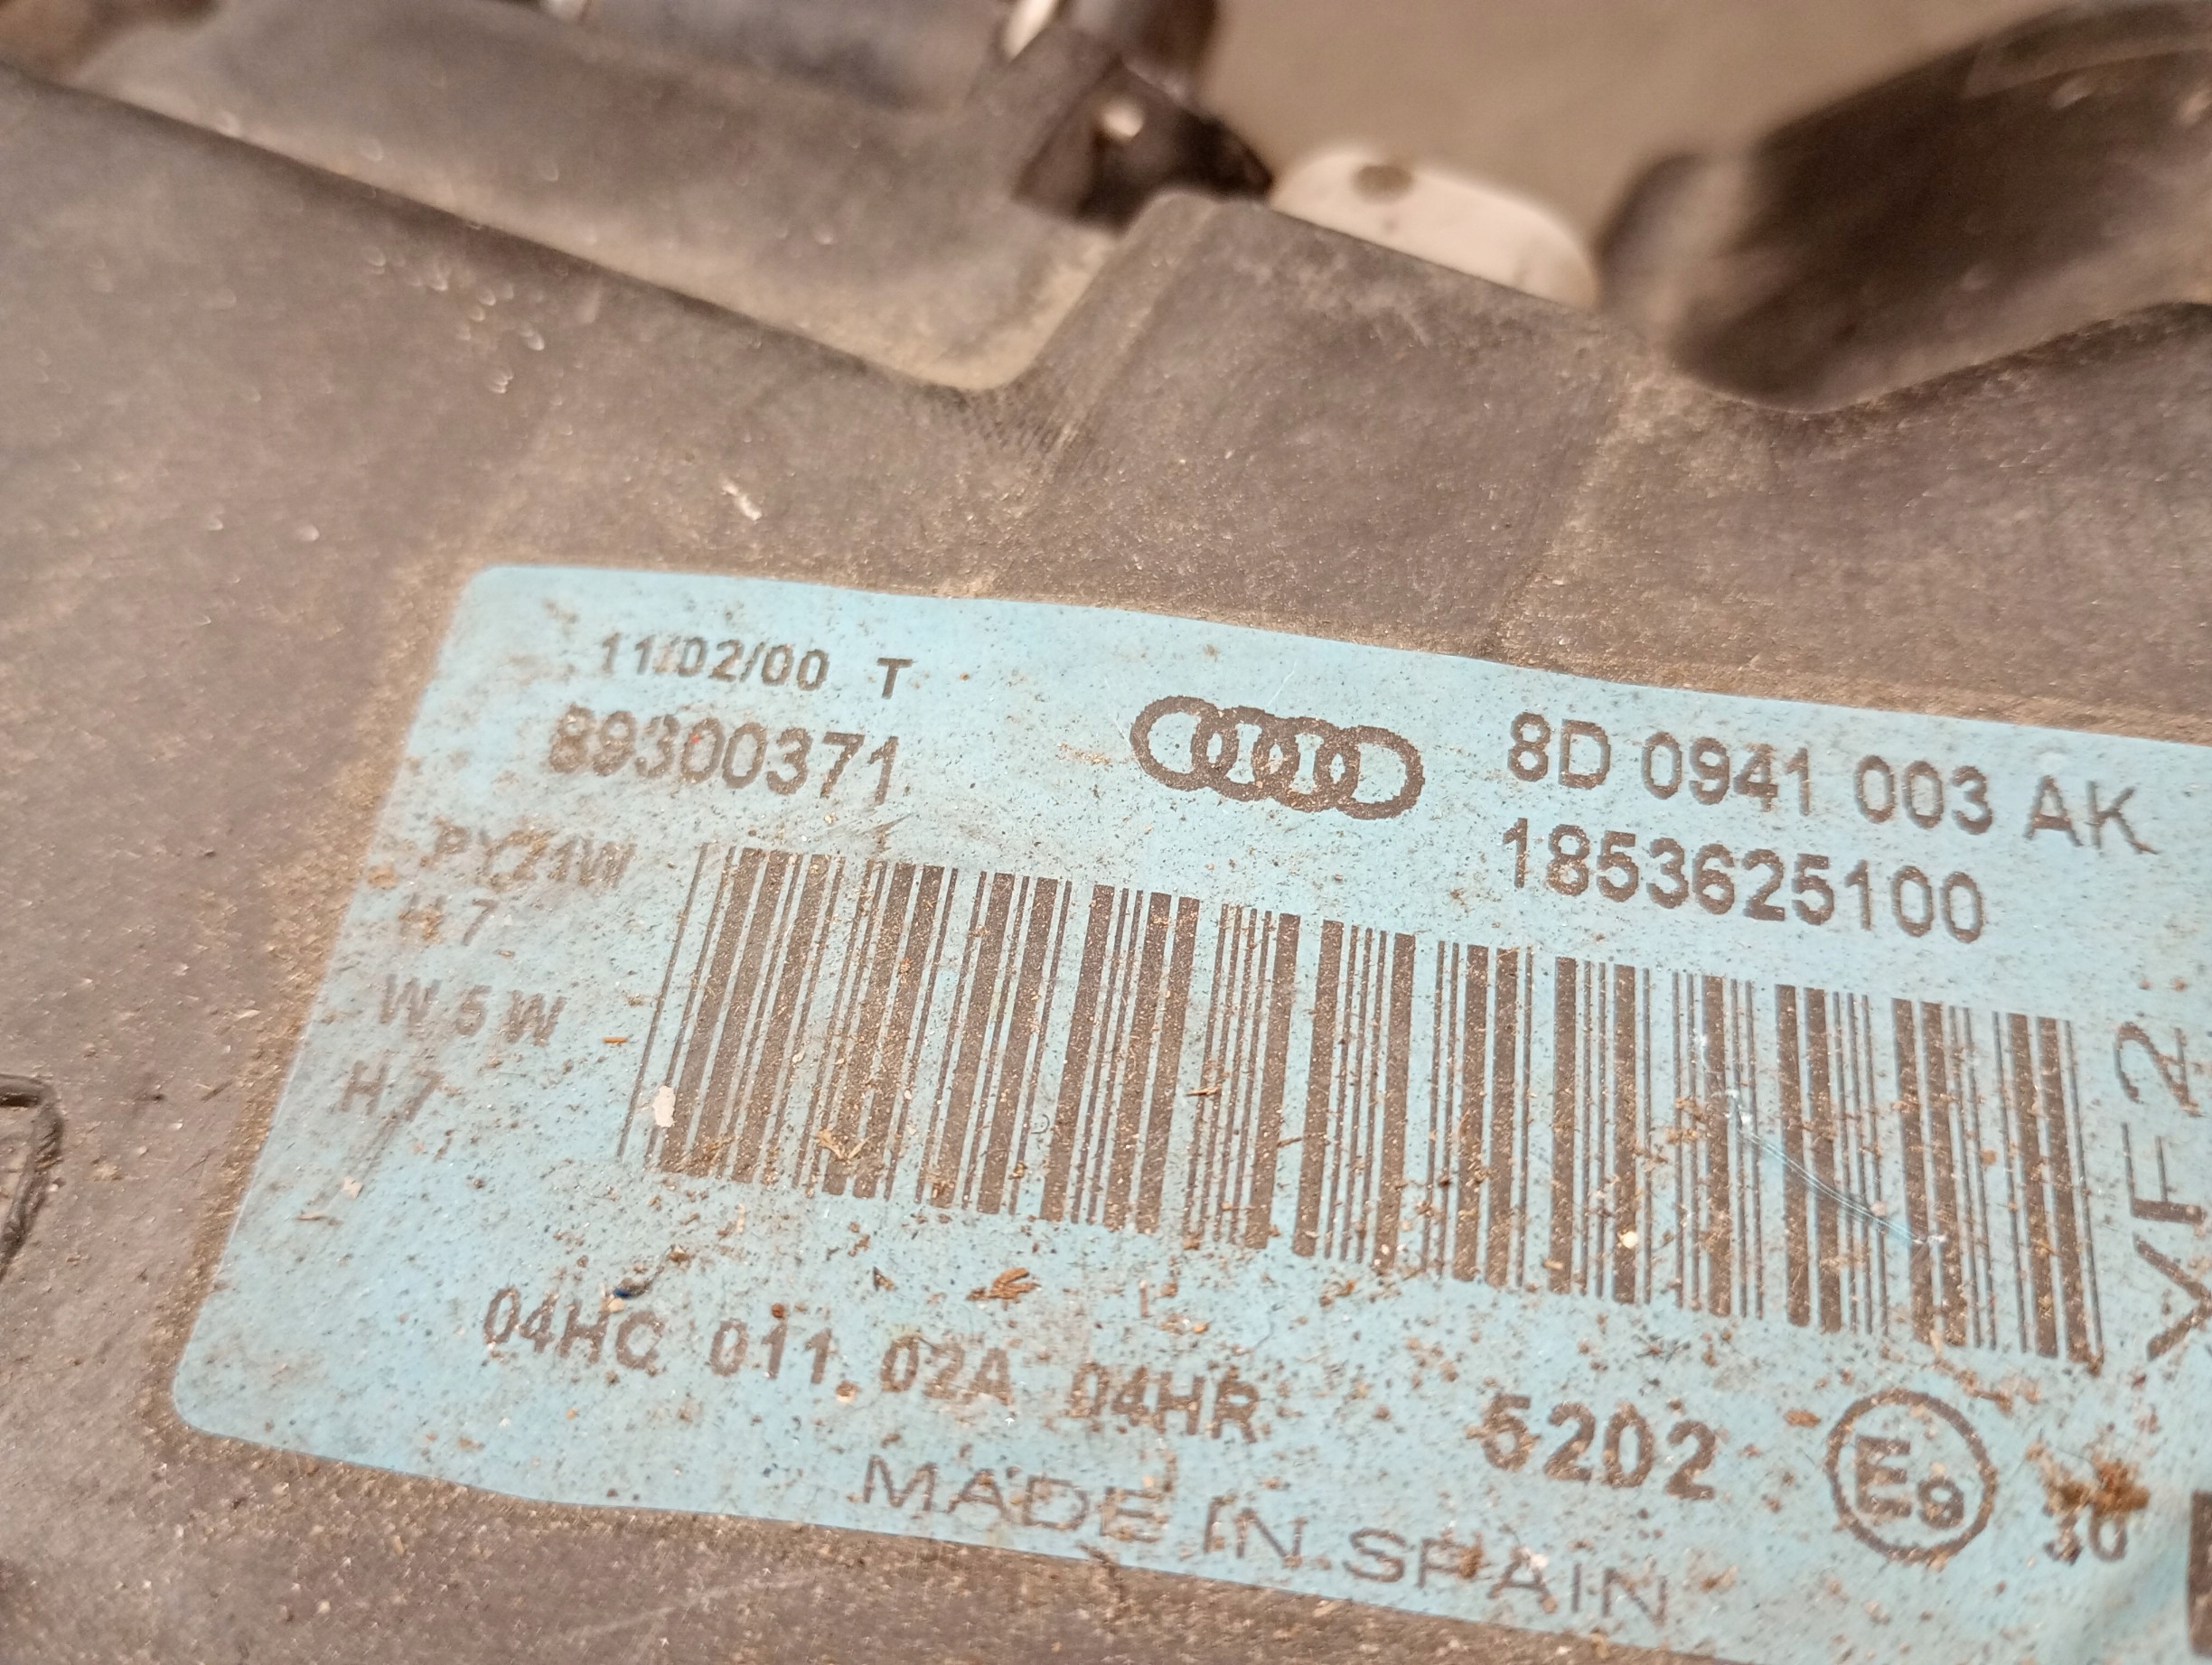 11/02/00 T
89300371
8D 0941 003 AK
1853625100
PY21W
H7
W5W
H7
04HC 011 02A 04HR
5202 E9 30
MADE IN SPAIN